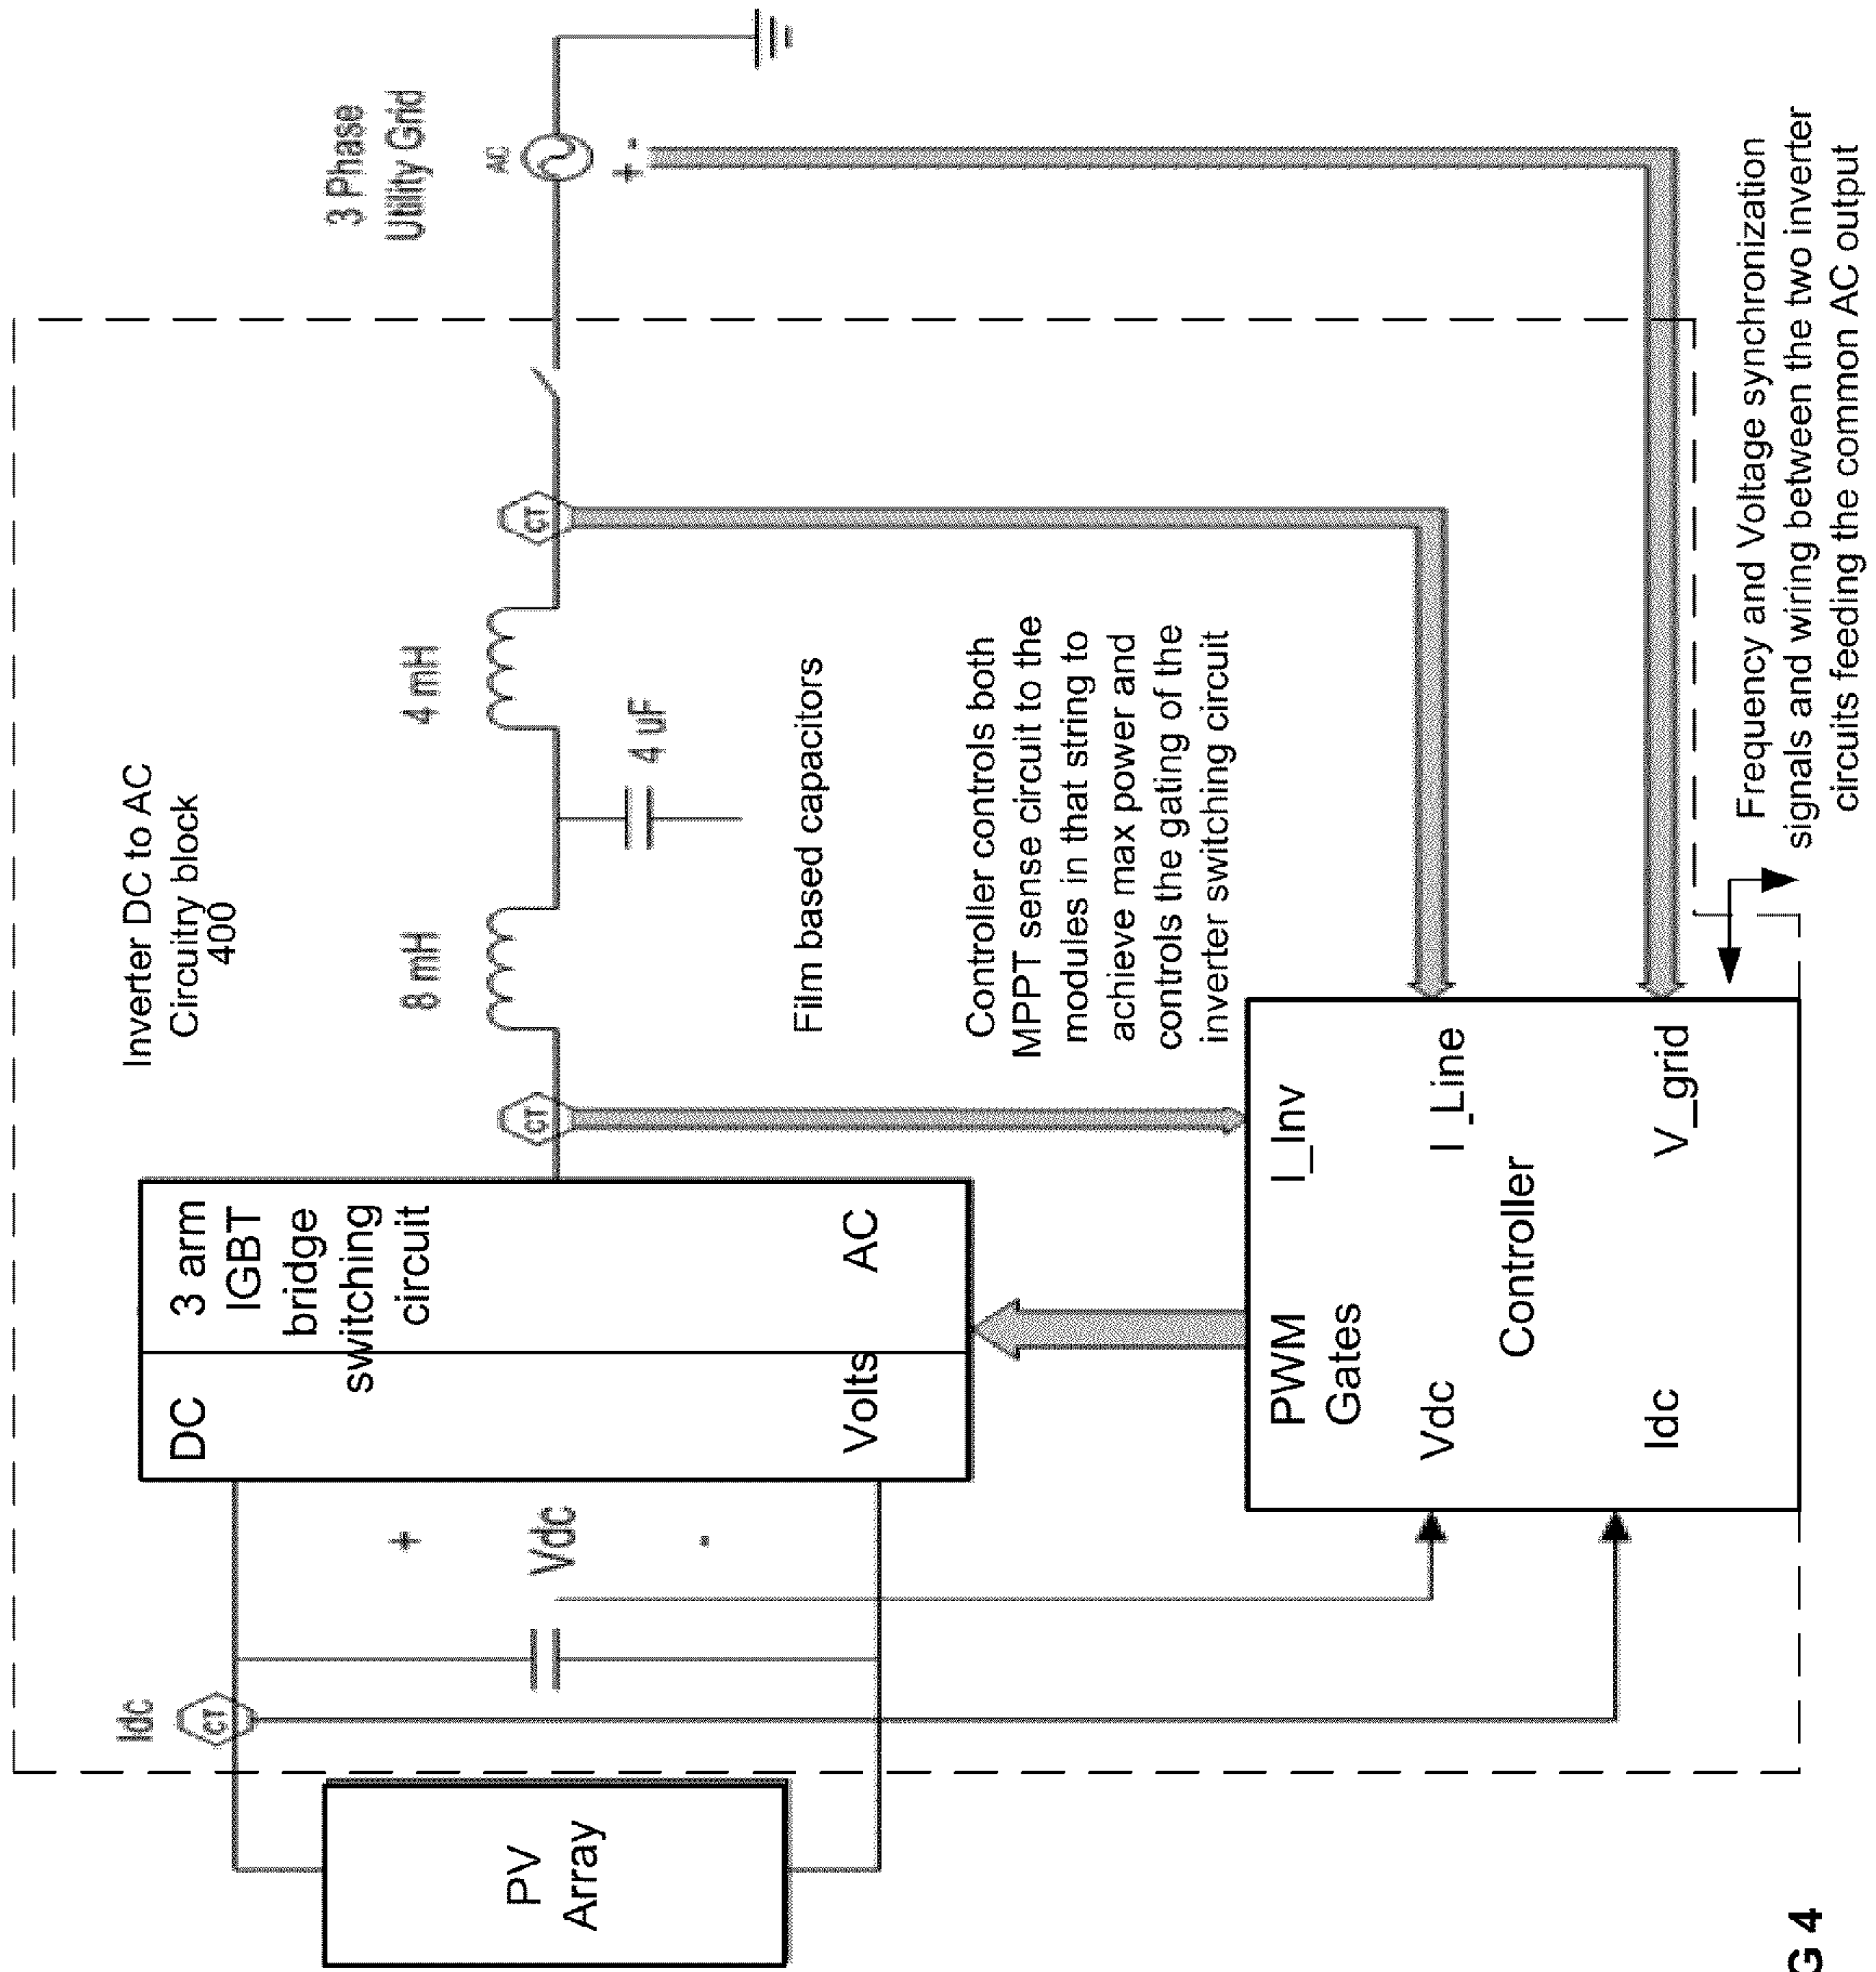 Inverter DC to AC
Circuitry block
400
3 Phase
Utility Grid
AC
+ -
Idc
GT
DC
3 arm
IGBT
bridge
switching
circuit
Volts
AC
+
Vdc
-
PV
Array
GT
8 mH
4 uF
4 mH
GT
Film based capacitors
Controller controls both
MPPT sense circuit to the
modules in that string to
achieve max power and
controls the gating of the
inverter switching circuit
PWM
Gates
I_Inv
Vdc
I_Line
Controller
Idc
V_grid
Frequency and Voltage synchronization
signals and wiring between the two inverter
circuits feeding the common AC output
G 4